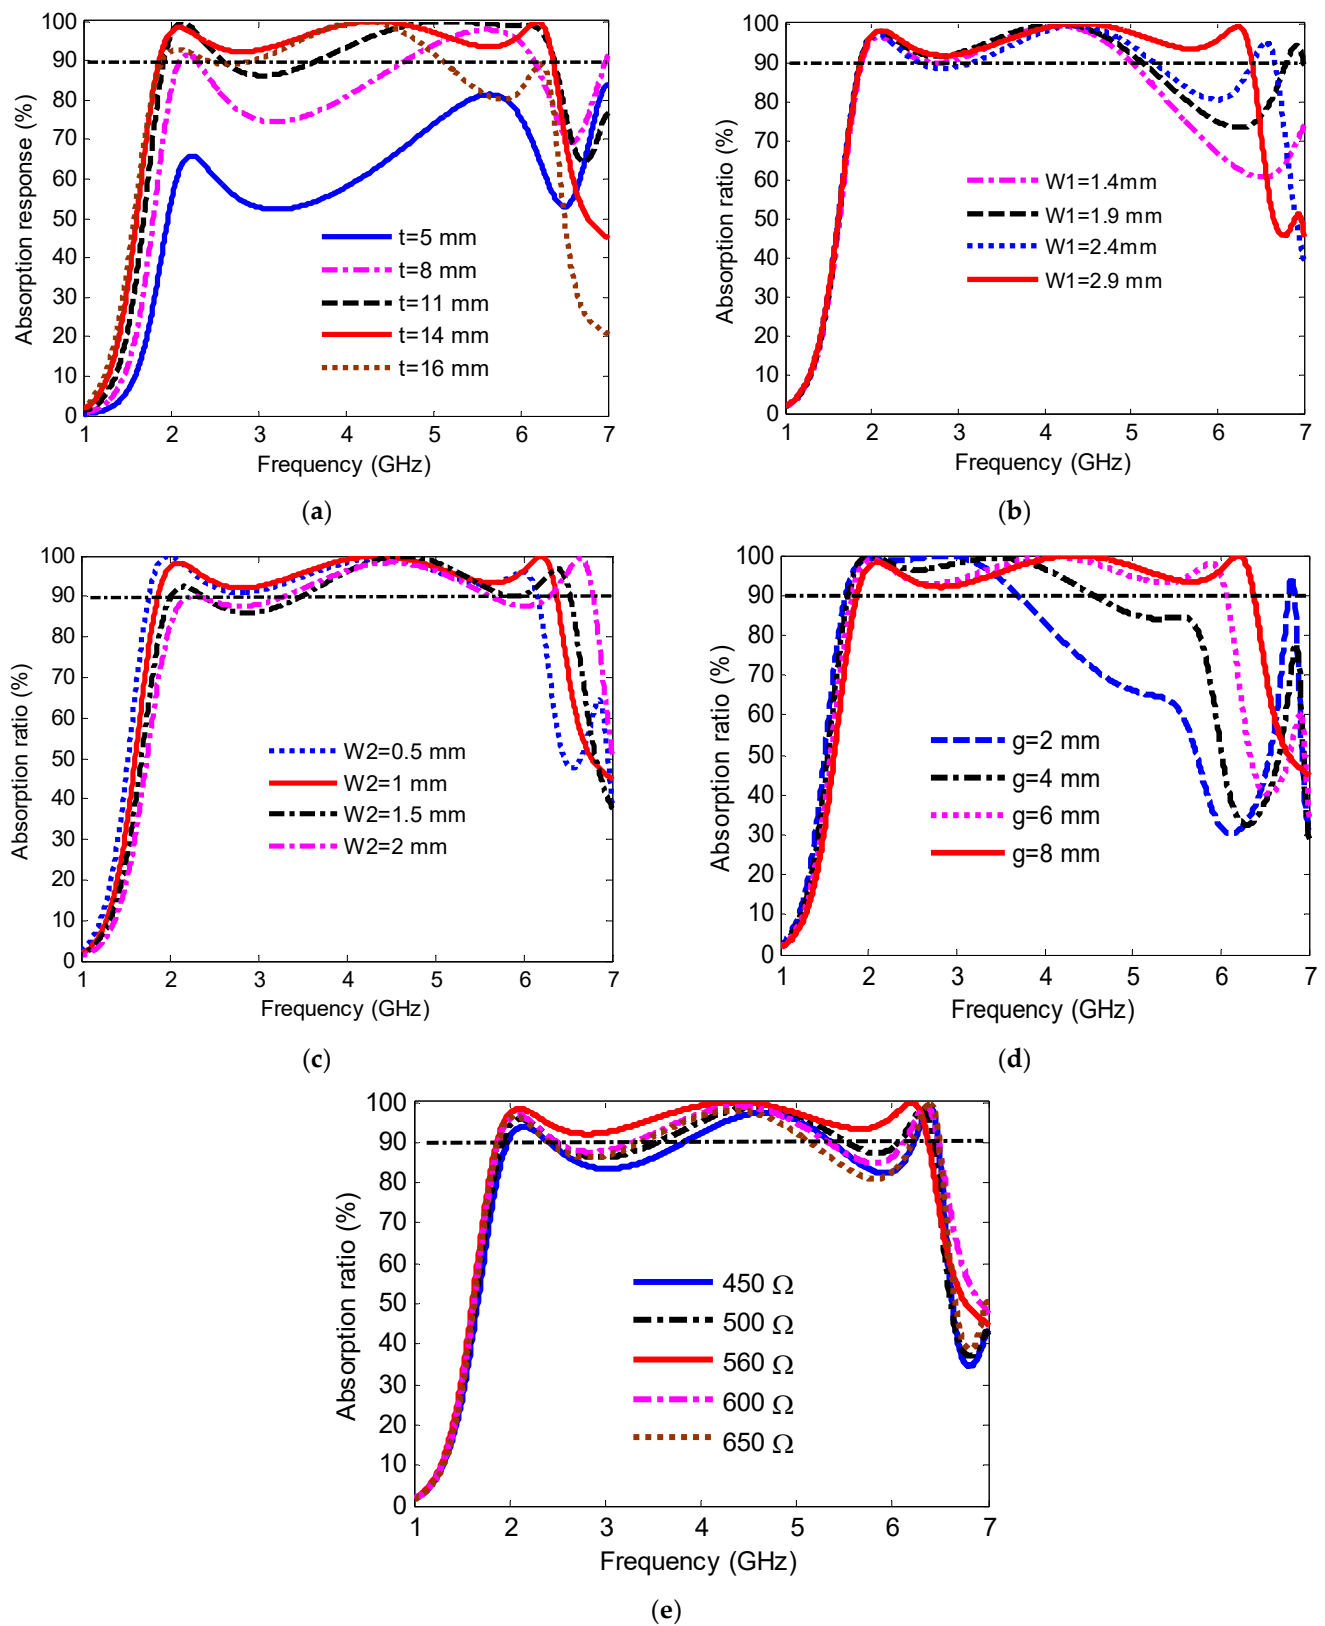 100
90
80
70
60
50
40
30
20
10
0
Absorption response (%)
t=5 mm
t=8 mm
t=11 mm
t=14 mm
t=16 mm
1 2 3 4 5 6 7
Frequency (GHz)
(a)
100
90
80
70
60
50
40
30
20
10
0
Absorption ratio (%)
W1=1.4mm
W1=1.9 mm
W1=2.4mm
W1=2.9 mm
1 2 3 4 5 6 7
Frequency (GHz)
(b)
100
90
80
70
60
50
40
30
20
10
0
Absorption ratio (%)
W2=0.5 mm
W2=1 mm
W2=1.5 mm
W2=2 mm
1 2 3 4 5 6 7
Frequency (GHz)
(c)
100
90
80
70
60
50
40
30
20
10
0
Absorption ratio (%)
g=2 mm
g=4 mm
g=6 mm
g=8 mm
1 2 3 4 5 6 7
Frequency (GHz)
(d)
100
90
80
70
60
50
40
30
20
10
0
Absorption ratio (%)
450 Ω
500 Ω
560 Ω
600 Ω
650 Ω
1 2 3 4 5 6 7
Frequency (GHz)
(e)